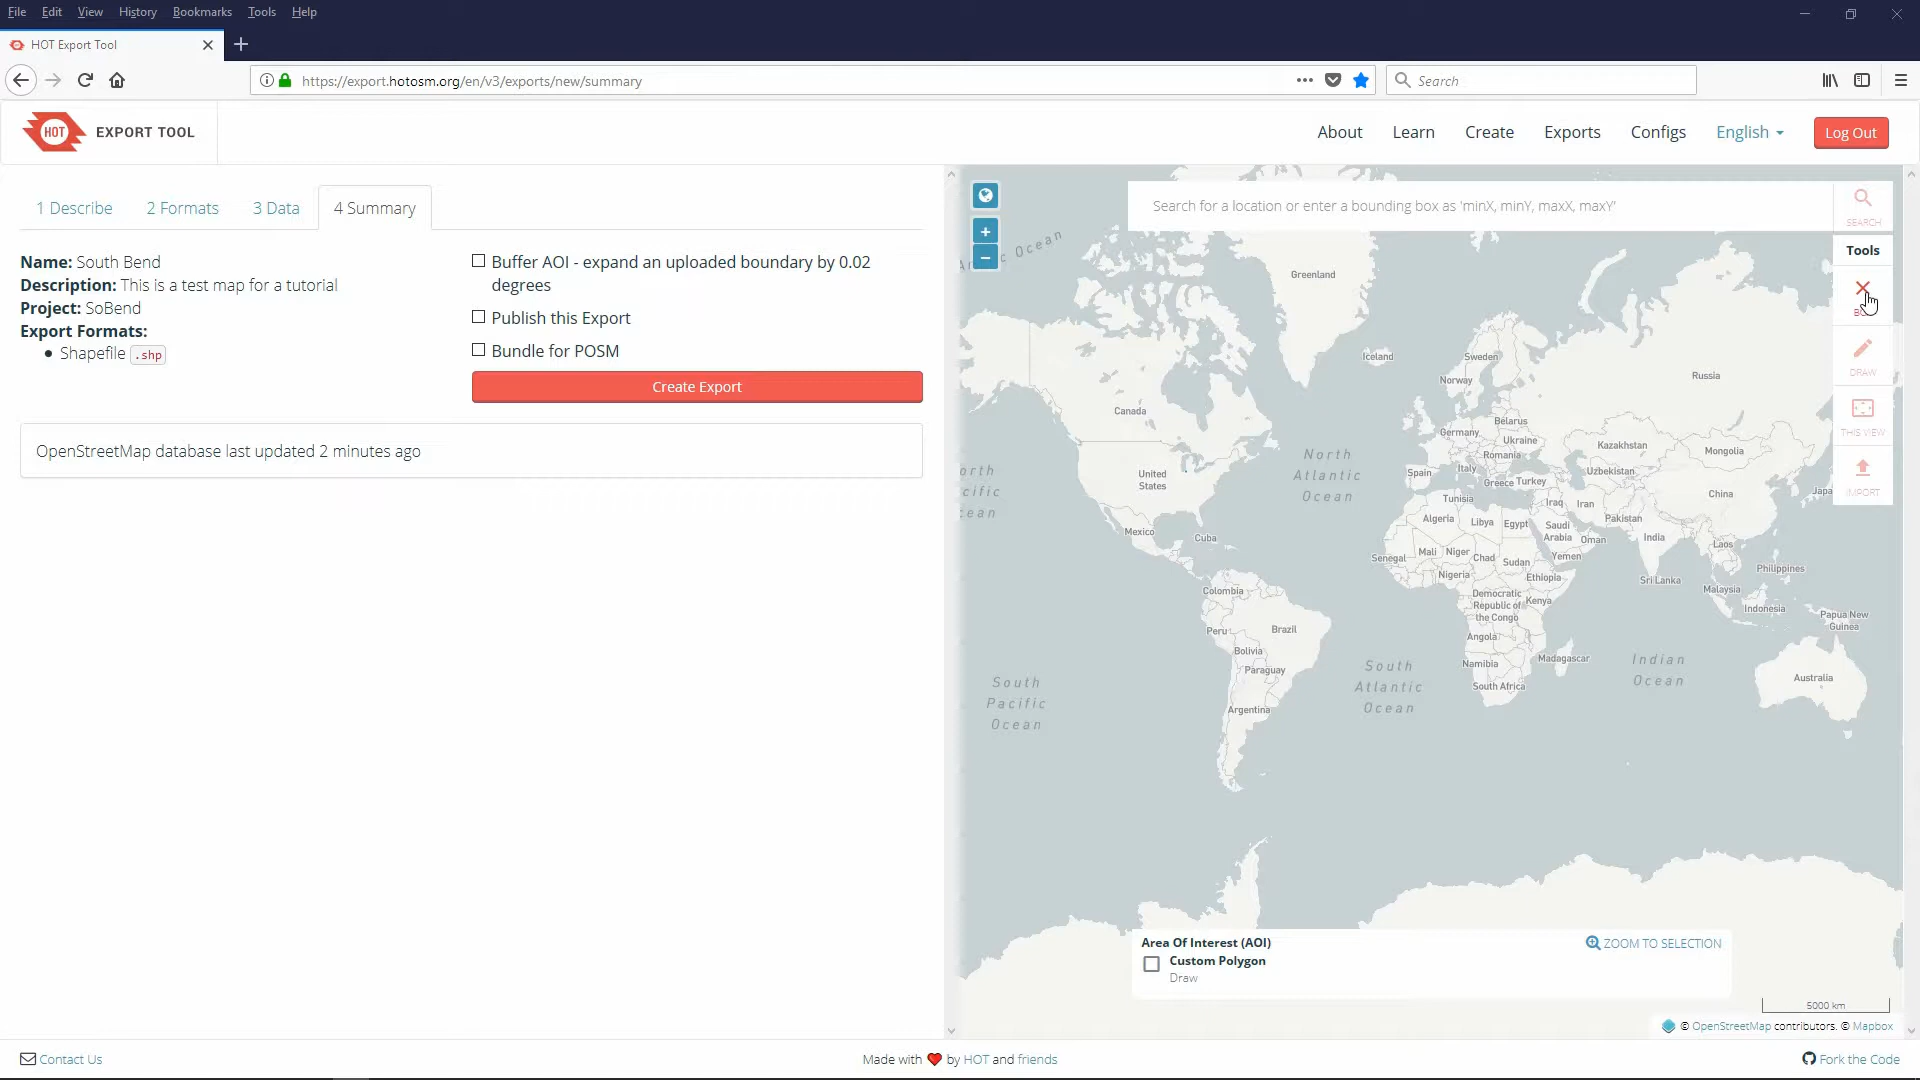 File Edit View History Bookmarks Tools Help
HOT Export Tool
https://export.hotosm.org/en/v3/exports/new/summary
Search
HOT EXPORT TOOL
About Learn Create Exports Configs English Log Out
1 Describe 2 Formats 3 Data 4 Summary
Name: South Bend
Description: This is a test map for a tutorial
Project: SoBend
Export Formats:
Shapefile .shp
Buffer AOI - expand an uploaded boundary by 0.02
degrees
Publish this Export
Bundle for POSM
Create Export
OpenStreetMap database last updated 2 minutes ago
Search for a location or enter a bounding box as 'minX, minY, maxX, maxY'
SEARCH
Tools
DRAW
THIS VIEW
IMPORT
+
−
Ocean
Greenland
Iceland
Sweden
Norway
Russia
Canada
Belarus
Germany
Ukraine
Kazakhstan
Mongolia
Romania
United
States
North
Atlantic
Ocean
Spain
Italy
Uzbekistan
Greece
Turkey
China
Tunisia
Iraq
Iran
Algeria
Libya
Egypt
Saudi
Arabia
Pakistan
Oman
India
Mexico
Cuba
Laos
Senegal
Mali
Niger
Chad
Sudan
Yemen
Philippines
Nigeria
Ethiopia
Sri Lanka
Malaysia
Colombia
Democratic
Republic of
the Congo
Kenya
Indonesia
Papua New
Guinea
Peru
Brazil
Angola
Bolivia
Paraguay
Namibia
Madagascar
Indian
Ocean
South
Atlantic
Ocean
South Africa
Australia
South
Pacific
Ocean
Argentina
Area Of Interest (AOI)
ZOOM TO SELECTION
Custom Polygon
Draw
5000 km
© OpenStreetMap contributors. © Mapbox
Contact Us
Made with ❤ by HOT and friends
Fork the Code